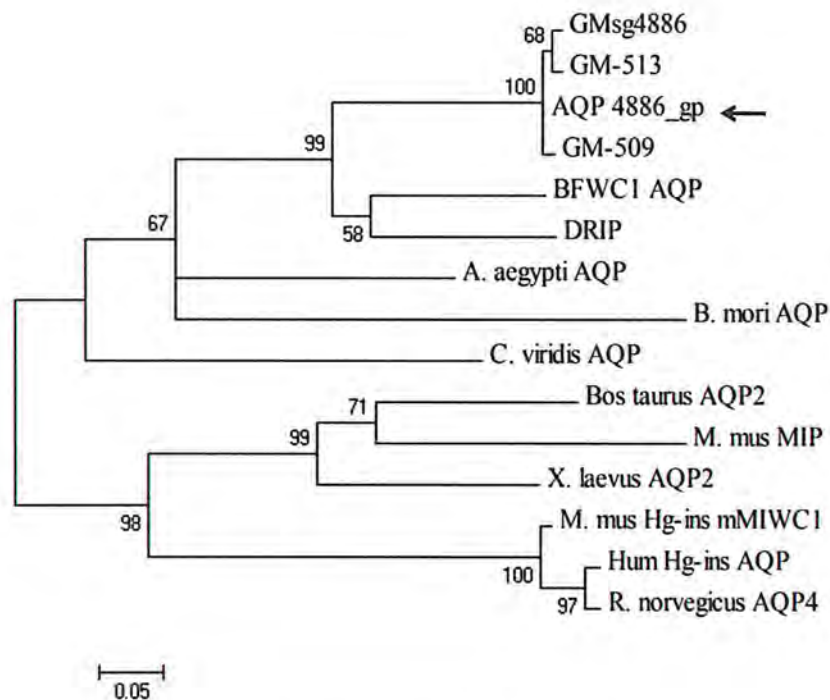 GMsg4886
68
GM-513
100
AQP 4886_gp
99
GM-509
BFWC1 AQP
67
58
DRIP
A. aegypti AQP
B. mori AQP
C. viridis AQP
Bos taurus AQP2
71
99
M. mus MIP
X. laevus AQP2
98
M. mus Hg-ins mMIWC1
100
Hum Hg-ins AQP
97
R. norvegicus AQP4
0.05